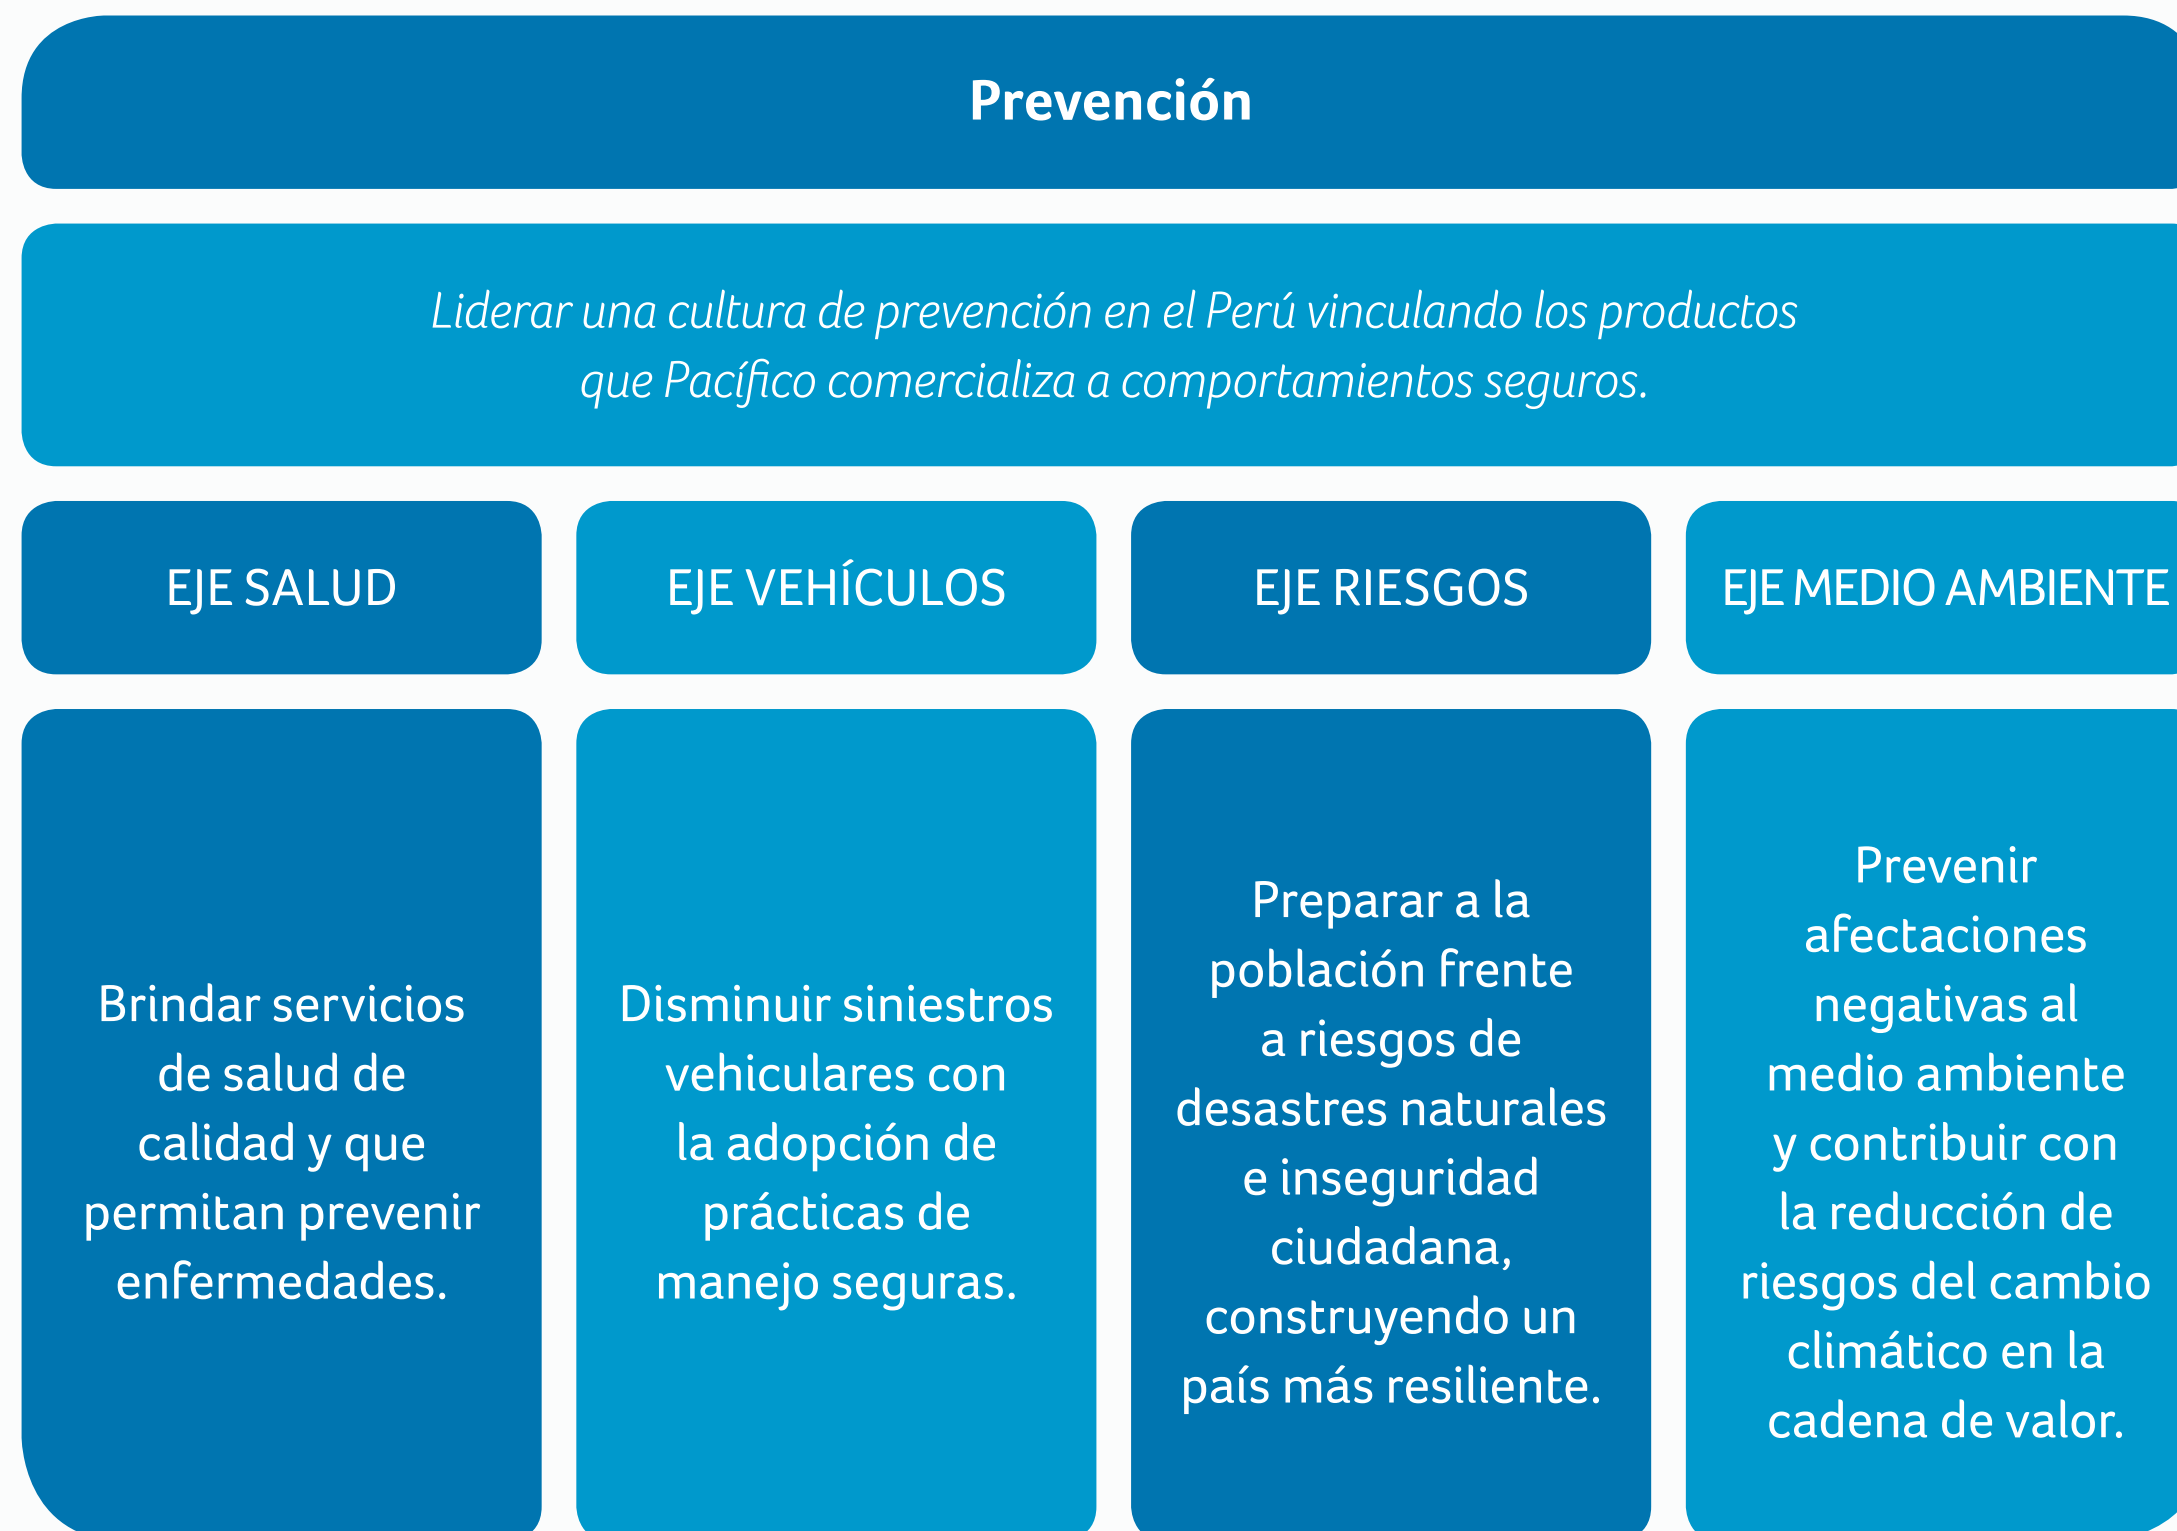 Prevención
Liderar una cultura de prevención en el Perú vinculando los productos
que Pacífico comercializa a comportamientos seguros.
EJE SALUD
EJE VEHÍCULOS
EJE RIESGOS
EJE MEDIO AMBIENTE
Brindar servicios
de salud de
calidad y que
permitan prevenir
enfermedades.
Disminuir siniestros
vehiculares con
la adopción de
prácticas de
manejo seguras.
Preparar a la
población frente
a riesgos de
desastres naturales
e inseguridad
ciudadana,
construyendo un
país más resiliente.
Prevenir
afectaciones
negativas al
medio ambiente
y contribuir con
la reducción de
riesgos del cambio
climático en la
cadena de valor.